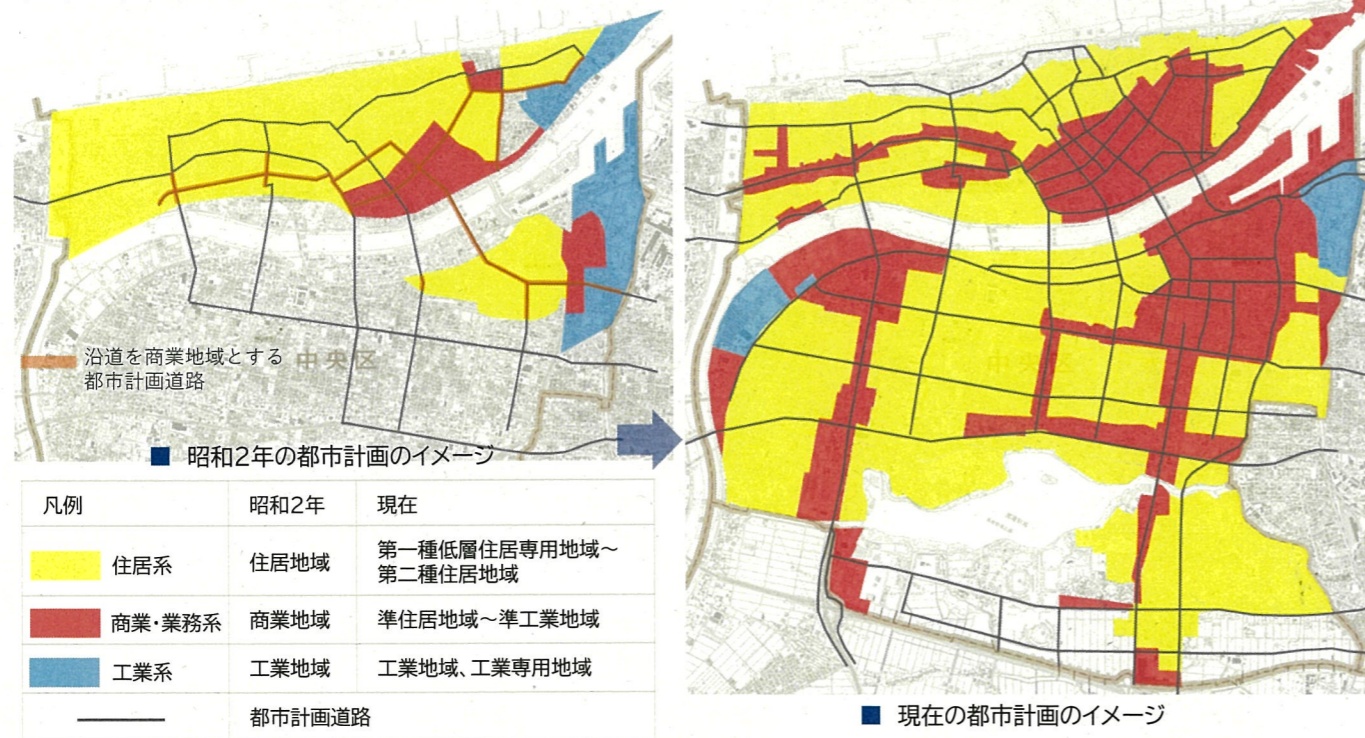 沿道を商業地域とする
都市計画道路
中央区
■ 昭和2年の都市計画のイメージ
凡例
昭和2年
現在
住居系
住居地域
第一種低層住居専用地域~
第二種住居地域
商業・業務系
商業地域
準住居地域~準工業地域
工業系
工業地域
工業地域、工業専用地域
都市計画道路
中央区
■ 現在の都市計画のイメージ